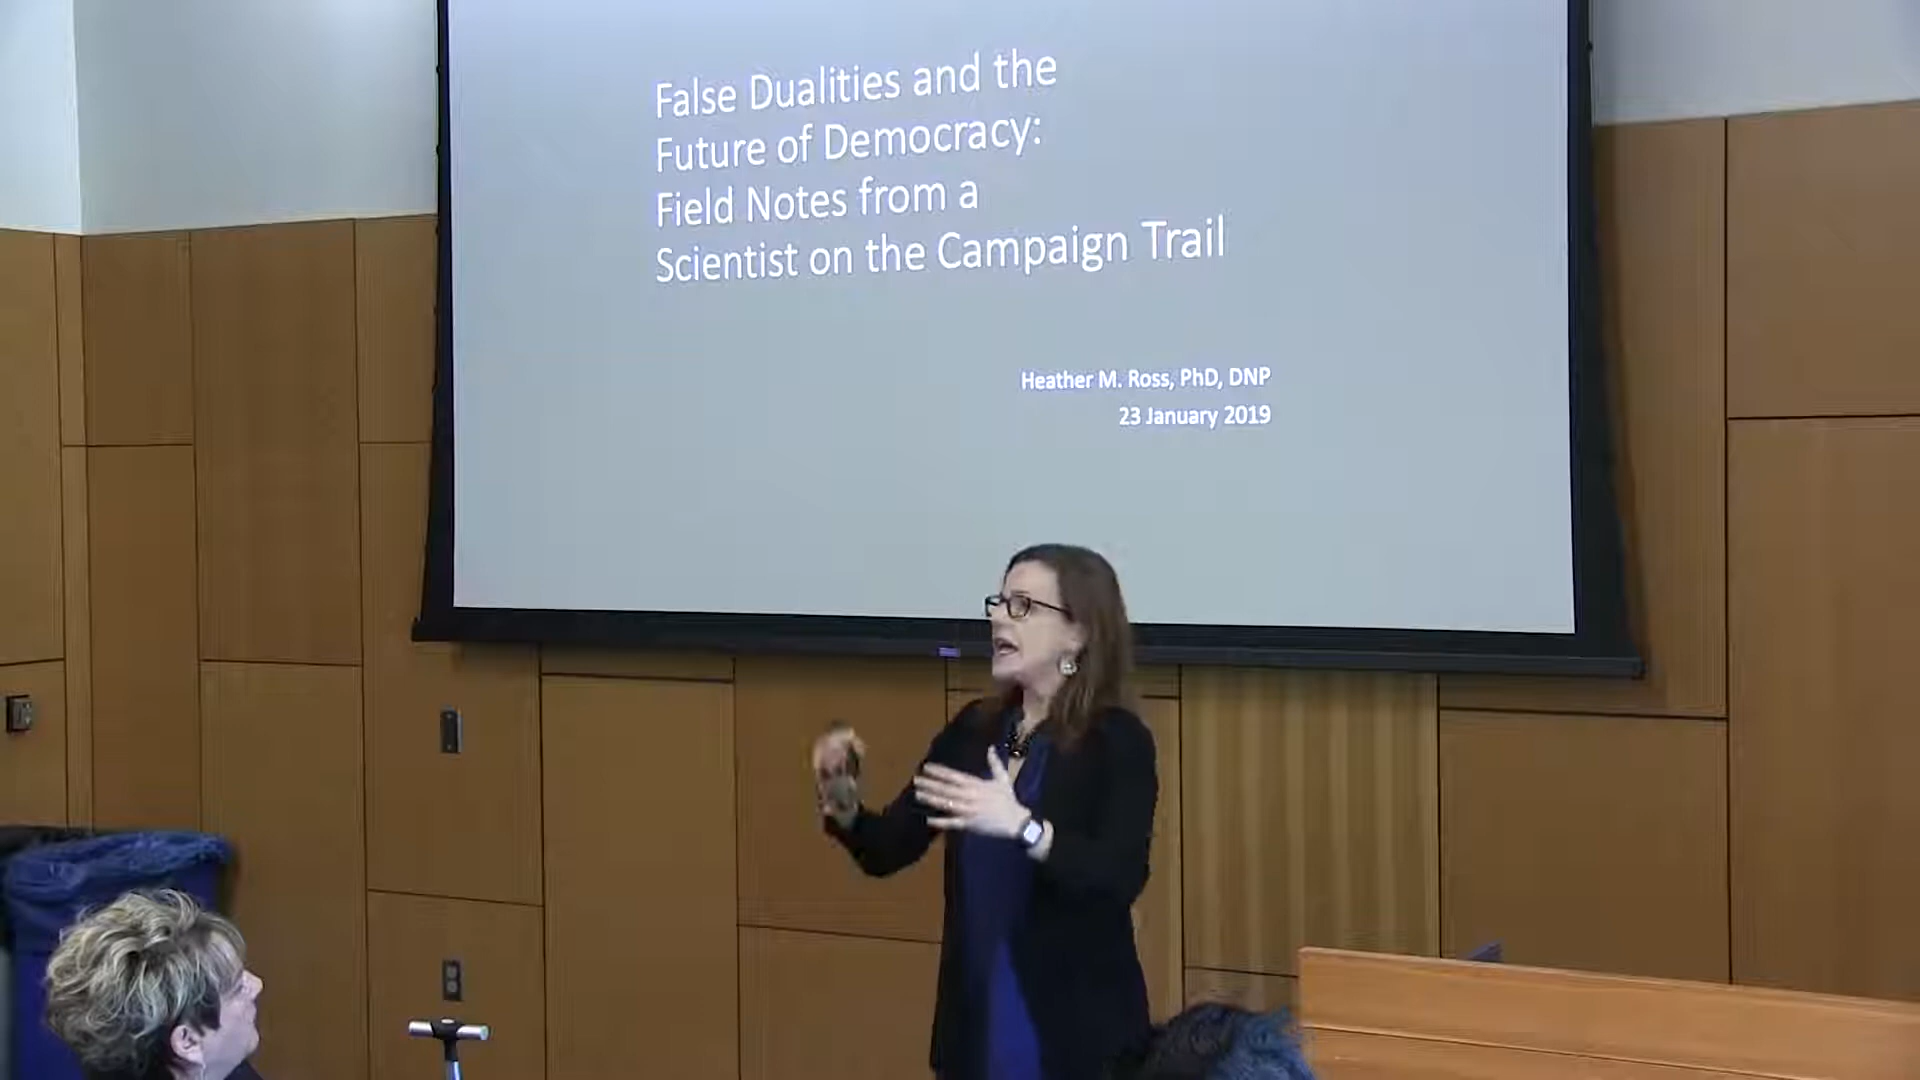 False Dualities and the
Future of Democracy:
Field Notes from a
Scientist on the Campaign Trail
Heather M. Ross, PhD, DNP
23 January 2019